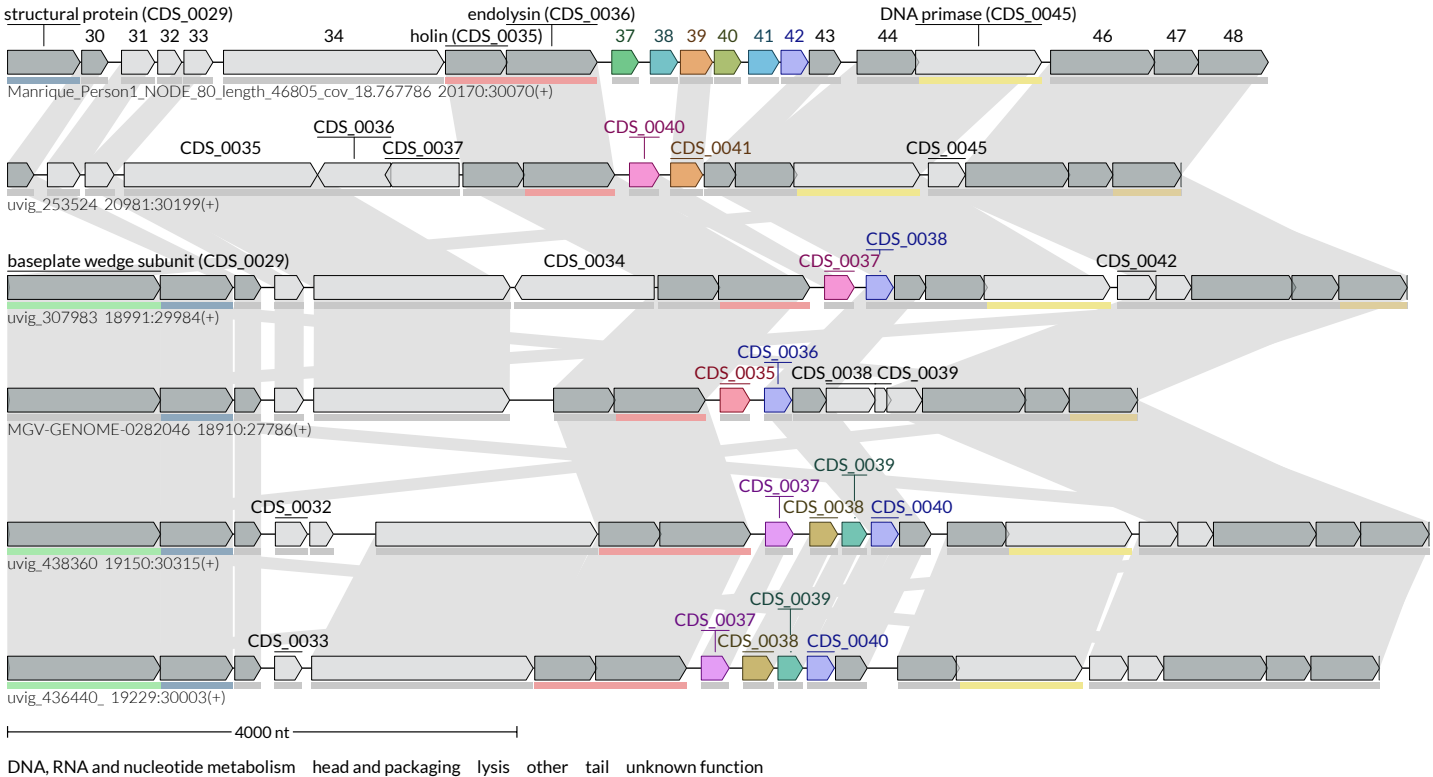 structural protein (CDS_0029) endolysin (CDS_0036) DNA primase (CDS_0045)
30 31 32 33 34 holin (CDS_0035) 37 38 39 40 41 42 43 44 46 47 48
Manrique_Person1_NODE_80_length_46805_cov_18.767786 20170:30070(+)
CDS_0036 CDS_0040
CDS_0035 CDS_0037 CDS_0041 CDS_0045
uvig_253524 20981:30199(+)
CDS_0038
baseplate wedge subunit (CDS_0029) CDS_0034 CDS_0037 CDS_0042
uvig_307983 18991:29984(+)
CDS_0036
CDS_0035 CDS_0038 CDS_0039
MGV-GENOME-0282046 18910:27786(+)
CDS_0039
CDS_0037
CDS_0032 CDS_0038 CDS_0040
uvig_438360 19150:30315(+)
CDS_0039
CDS_0037
CDS_0033 CDS_0038 CDS_0040
uvig_436440_ 19229:30003(+)
4000 nt
DNA, RNA and nucleotide metabolism head and packaging lysis other tail unknown function